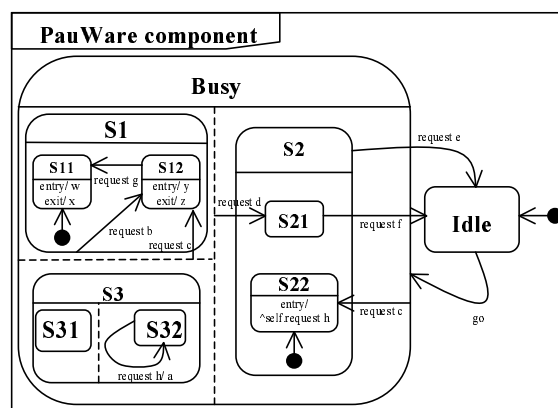 PauWare component
Busy
S1
S11
entry/ w
exit/ x
request g
S12
entry/ y
exit/ z
request b
request c
S2
request d
S21
request e
request f
Idle
S22
entry/
^self.request h
request c
go
S3
S31
S32
request h/ a